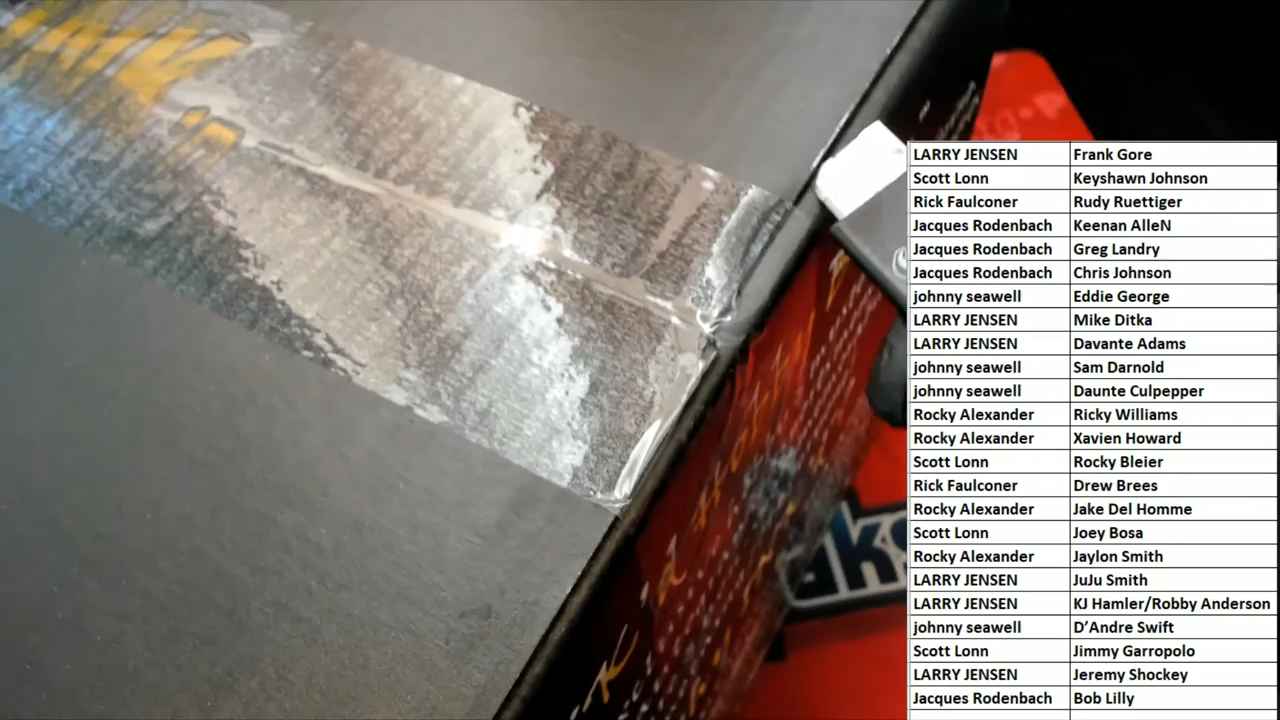 LARRY JENSEN Frank Gore
Scott Lonn Keyshawn Johnson
Rick Faulconer Rudy Ruettiger
Jacques Rodenbach Keenan AlleN
Jacques Rodenbach Greg Landry
Jacques Rodenbach Chris Johnson
johnny seawell Eddie George
LARRY JENSEN Mike Ditka
LARRY JENSEN Davante Adams
johnny seawell Sam Darnold
johnny seawell Daunte Culpepper
Rocky Alexander Ricky Williams
Rocky Alexander Xavien Howard
Scott Lonn Rocky Bleier
Rick Faulconer Drew Brees
Rocky Alexander Jake Del Homme
Scott Lonn Joey Bosa
Rocky Alexander Jaylon Smith
LARRY JENSEN JuJu Smith
LARRY JENSEN KJ Hamler/Robby Anderson
johnny seawell D’Andre Swift
Scott Lonn Jimmy Garropolo
LARRY JENSEN Jeremy Shockey
Jacques Rodenbach Bob Lilly